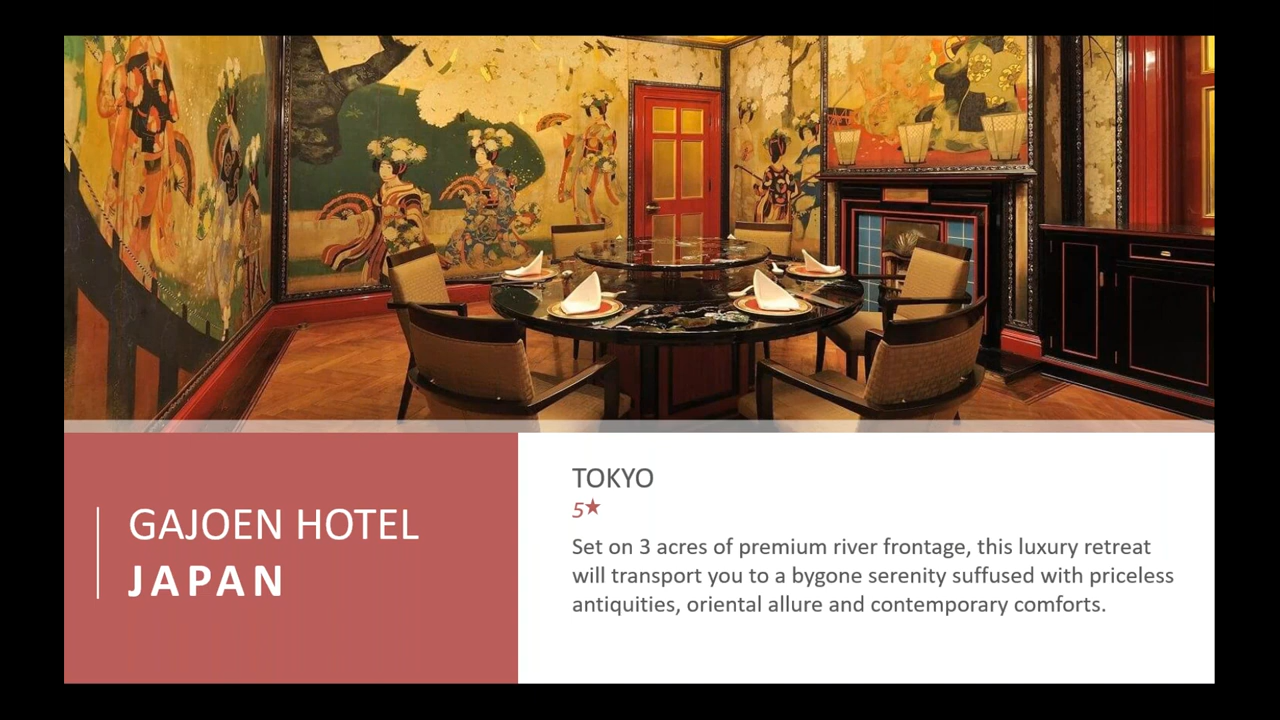 GAJOEN HOTEL
JAPAN
TOKYO
5★
Set on 3 acres of premium river frontage, this luxury retreat
will transport you to a bygone serenity suffused with priceless
antiquities, oriental allure and contemporary comforts.